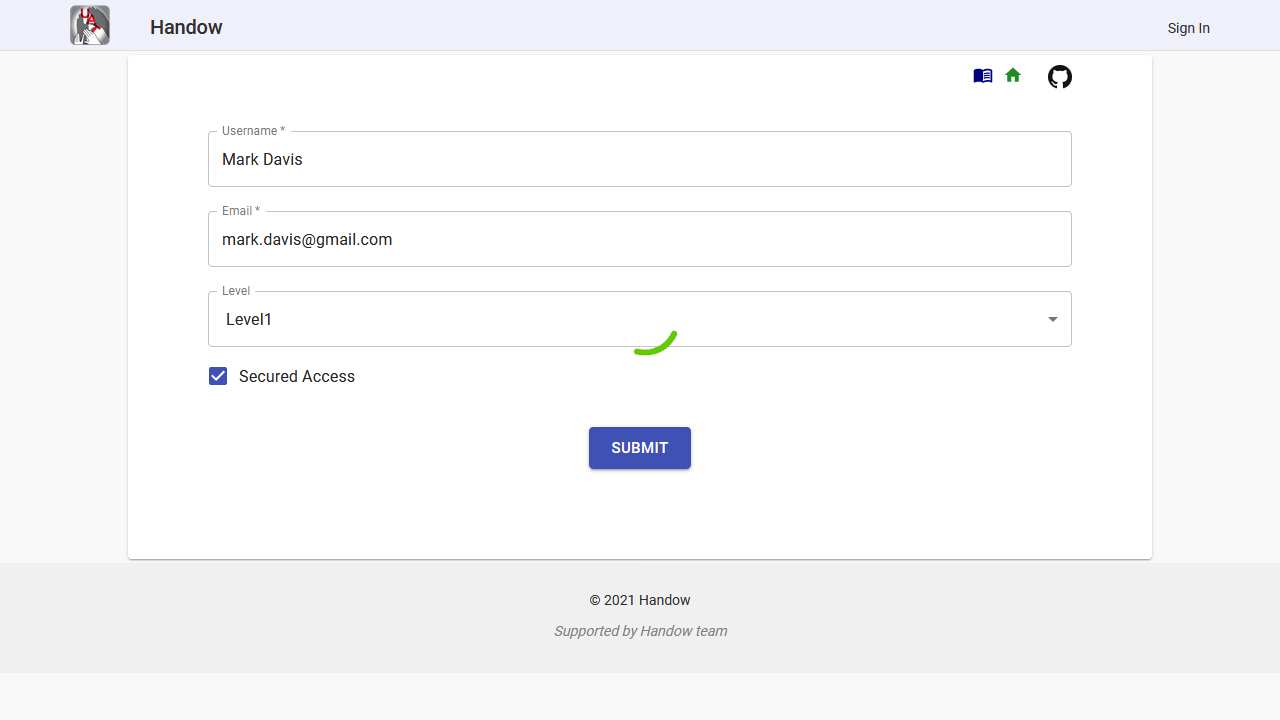 Handow
Sign In
Username *
Mark Davis
Email *
mark.davis@gmail.com
Level
Level1
Secured Access
SUBMIT
© 2021 Handow
Supported by Handow team